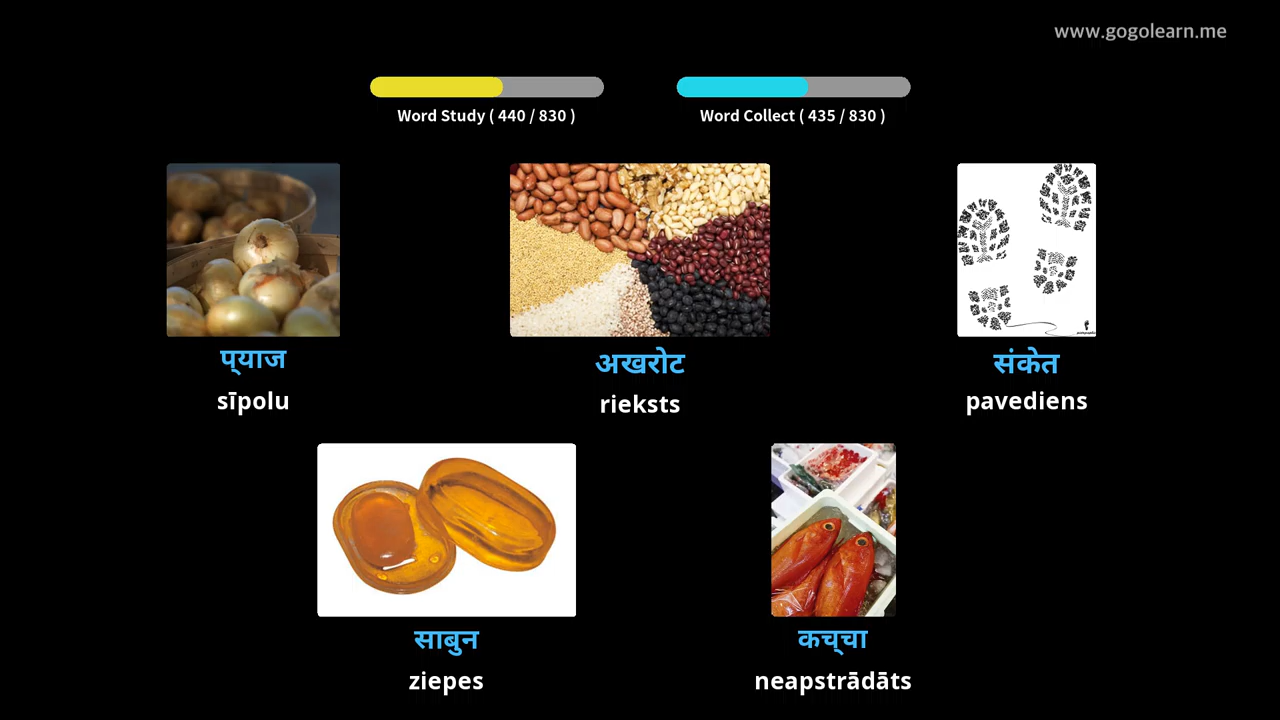 www.gogolearn.me
Word Study ( 440 / 830 )
Word Collect ( 435 / 830 )
प्याज
sīpolu
अखरोट
rieksts
संकेत
pavediens
साबुन
ziepes
कच्चा
neapstrādāts